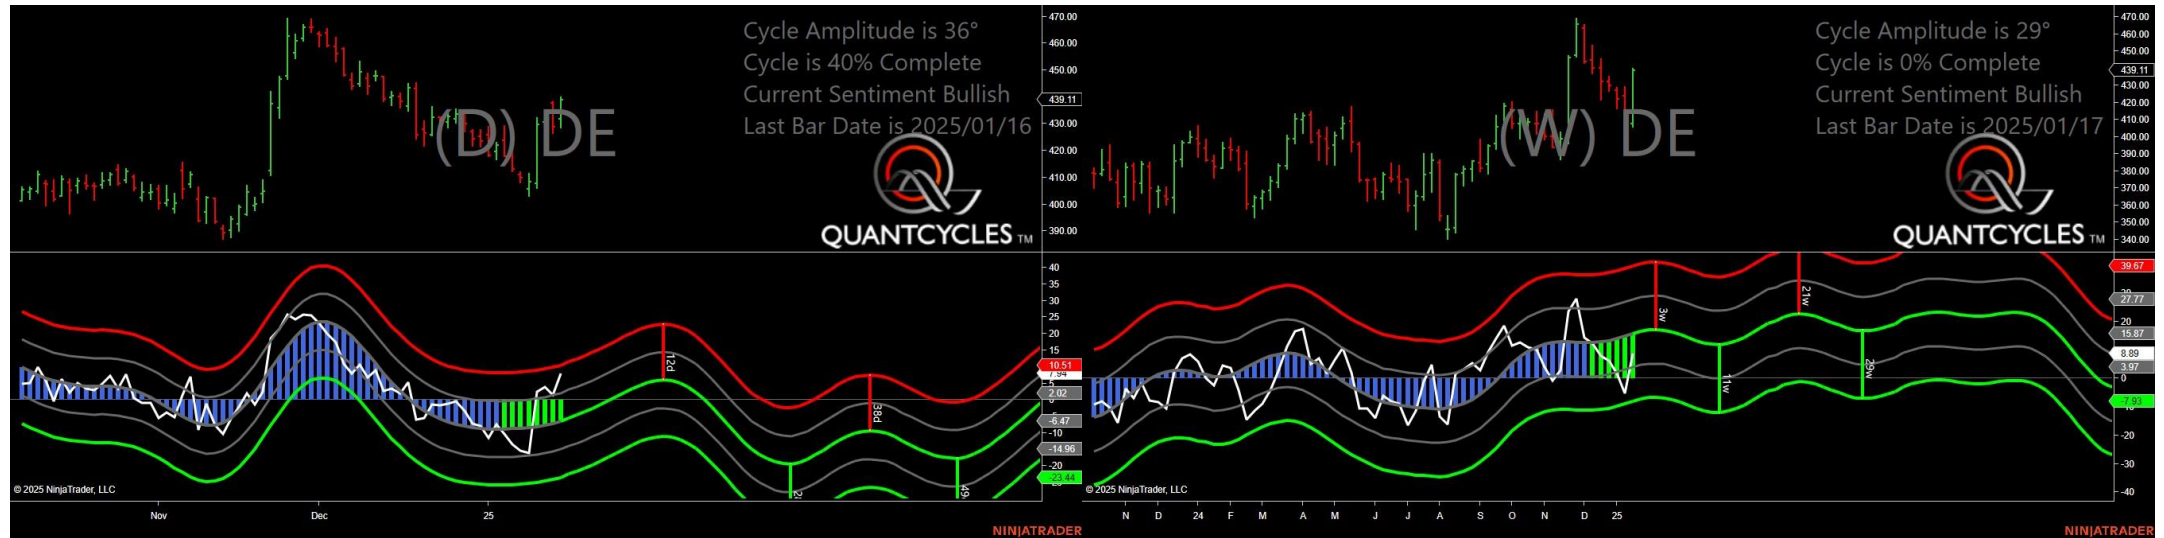 Cycle Amplitude is 36°
Cycle is 40% Complete
Current Sentiment Bullish
Last Bar Date is 2025/01/16
(D) DE
QUANTCYCLES TM
470.00
460.00
450.00
439.11
430.00
420.00
410.00
400.00
390.00
40
35
30
25
20
15
10.51
7.94
5
2.02
-6.47
-10
-14.96
-20
-23.44
12d
38d
49
© 2025 NinjaTrader, LLC
Nov
Dec
25
NINJATRADER
Cycle Amplitude is 29°
Cycle is 0% Complete
Current Sentiment Bullish
Last Bar Date is 2025/01/17
(W) DE
QUANTCYCLES TM
470.00
460.00
450.00
439.11
430.00
420.00
410.00
400.00
390.00
380.00
370.00
360.00
350.00
340.00
39.67
27.77
20
15.87
8.89
3.97
0
-7.93
-20
-30
-40
3w
11w
21w
29w
© 2025 NinjaTrader, LLC
N D 24 F M A M J J A S O N D 25
NINJATRADER